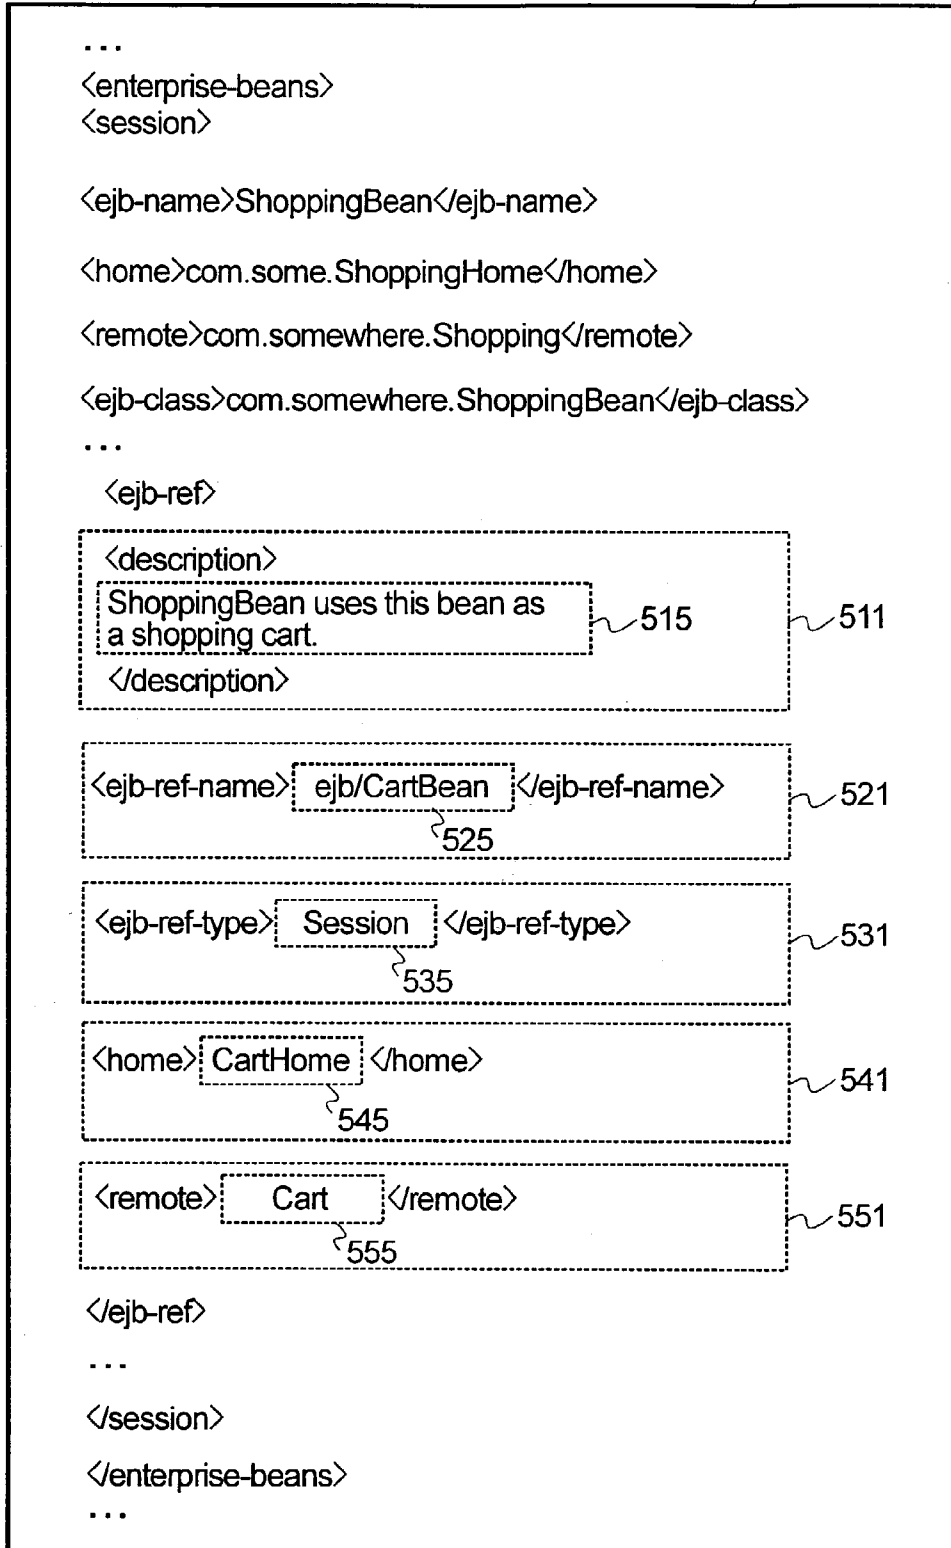 ...
<enterprise-beans>
<session>
<ejb-name>ShoppingBean</ejb-name>
<home>com.some.ShoppingHome</home>
<remote>com.somewhere.Shopping</remote>
<ejb-class>com.somewhere.ShoppingBean</ejb-class>
...
<ejb-ref>
<description>
ShoppingBean uses this bean as
a shopping cart.
515
511
</description>
<ejb-ref-name> ejb/CartBean </ejb-ref-name>
521
525
<ejb-ref-type> Session </ejb-ref-type>
531
535
<home> CartHome </home>
541
545
<remote> Cart </remote>
551
555
</ejb-ref>
...
</session>
</enterprise-beans>
...